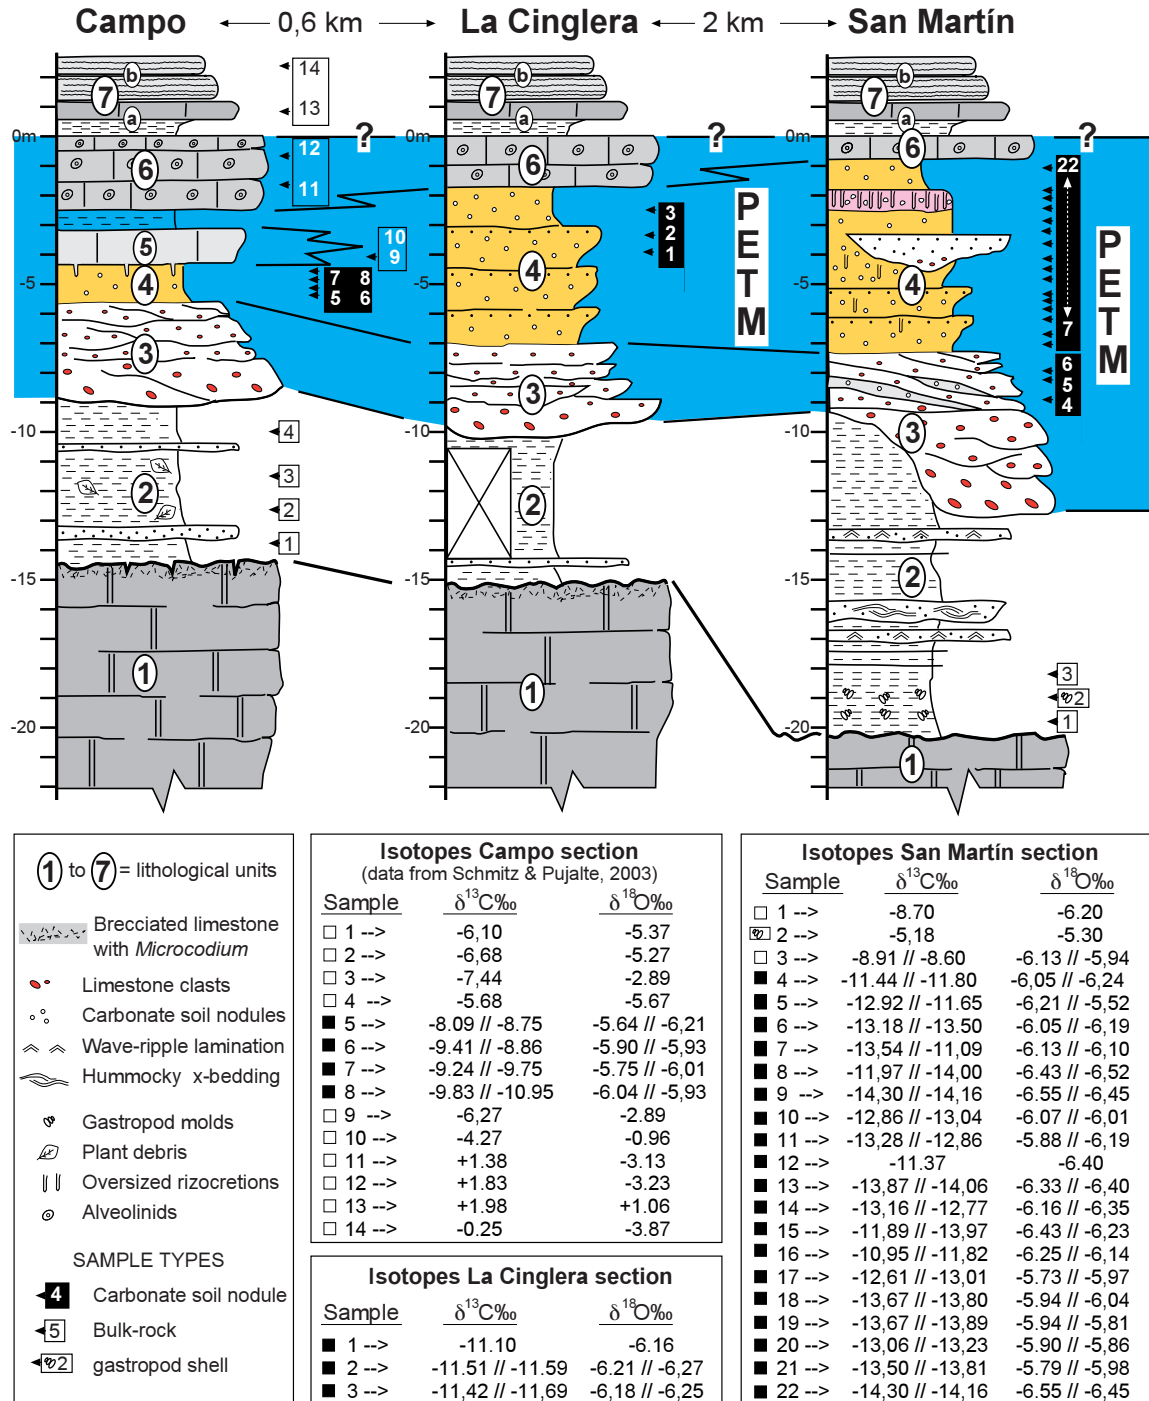 Campo 0,6 km La Cinglera 2 km San Martín
b
7
a
14
13
0m
6
12
11
?
5
10
9
4
7 8
5 6
-5
3
-10
4
3
2
2
1
-15
1
-20
b
7
a
0m
6
?
3
2
1
P
E
T
M
4
-5
3
-10
2
-15
1
-20
b
7
a
0m
6
?
22
4
7
P
E
T
M
-5
6
5
4
3
-10
2
-15
3
2
1
-20
1
1 to 7 = lithological units
Brecciated limestone
with Microcodium
Limestone clasts
Carbonate soil nodules
Wave-ripple lamination
Hummocky x-bedding
Gastropod molds
Plant debris
Oversized rizocretions
Alveolinids
SAMPLE TYPES
4 Carbonate soil nodule
5 Bulk-rock
2 gastropod shell
Isotopes Campo section
(data from Schmitz & Pujalte, 2003)
Sample δ13C‰ δ18O‰
1 --> -6,10 -5.37
2 --> -6,68 -5.27
3 --> -7,44 -2.89
4 --> -5.68 -5.67
5 --> -8.09 // -8.75 -5.64 // -6,21
6 --> -9.41 // -8.86 -5.90 // -5,93
7 --> -9.24 // -9.75 -5.75 // -6,01
8 --> -9.83 // -10.95 -6.04 // -5,93
9 --> -6,27 -2.89
10 --> -4.27 -0.96
11 --> +1.38 -3.13
12 --> +1.83 -3.23
13 --> +1.98 +1.06
14 --> -0.25 -3.87
Isotopes La Cinglera section
Sample δ13C‰ δ18O‰
1 --> -11.10 -6.16
2 --> -11.51 // -11.59 -6.21 // -6,27
3 --> -11,42 // -11,69 -6,18 // -6,25
Isotopes San Martín section
Sample δ13C‰ δ18O‰
1 --> -8.70 -6.20
2 --> -5,18 -5.30
3 --> -8.91 // -8.60 -6.13 // -5,94
4 --> -11.44 // -11.80 -6,05 // -6,24
5 --> -12.92 // -11.65 -6,21 // -5,52
6 --> -13.18 // -13.50 -6.05 // -6,19
7 --> -13,54 // -11,09 -6.13 // -6,10
8 --> -11,97 // -14,00 -6.43 // -6,52
9 --> -14,30 // -14,16 -6.55 // -6,45
10 --> -12,86 // -13,04 -6.07 // -6,01
11 --> -13,28 // -12,86 -5.88 // -6,19
12 --> -11.37 -6.40
13 --> -13,87 // -14,06 -6.33 // -6,40
14 --> -13,16 // -12,77 -6.16 // -6,35
15 --> -11,89 // -13,97 -6.43 // -6,23
16 --> -10,95 // -11,82 -6.25 // -6,14
17 --> -12,61 // -13,01 -5.73 // -5,97
18 --> -13,67 // -13,80 -5.94 // -6,04
19 --> -13,67 // -13,89 -5.94 // -5,81
20 --> -13,06 // -13,23 -5.90 // -5,86
21 --> -13,50 // -13,81 -5.79 // -5,98
22 --> -14,30 // -14,16 -6.55 // -6,45